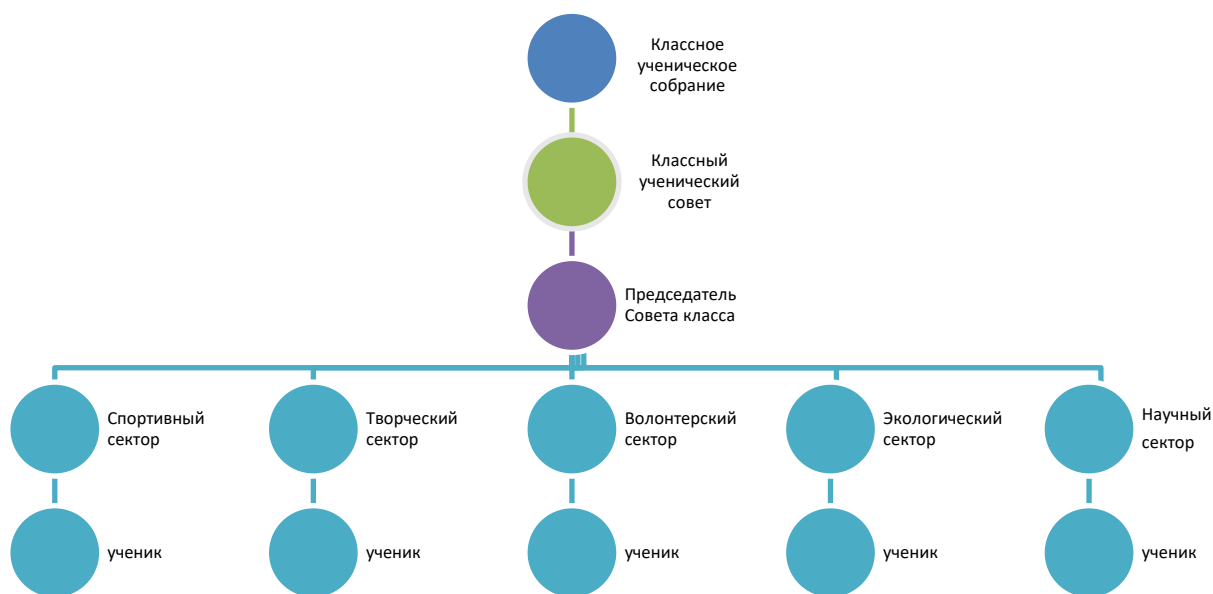 Классное
ученическое
собрание
Классный
ученический
совет
Председатель
Совета класса
Спортивный
сектор
Творческий
сектор
Волонтерский
сектор
Экологический
сектор
Научный
сектор
ученик
ученик
ученик
ученик
ученик